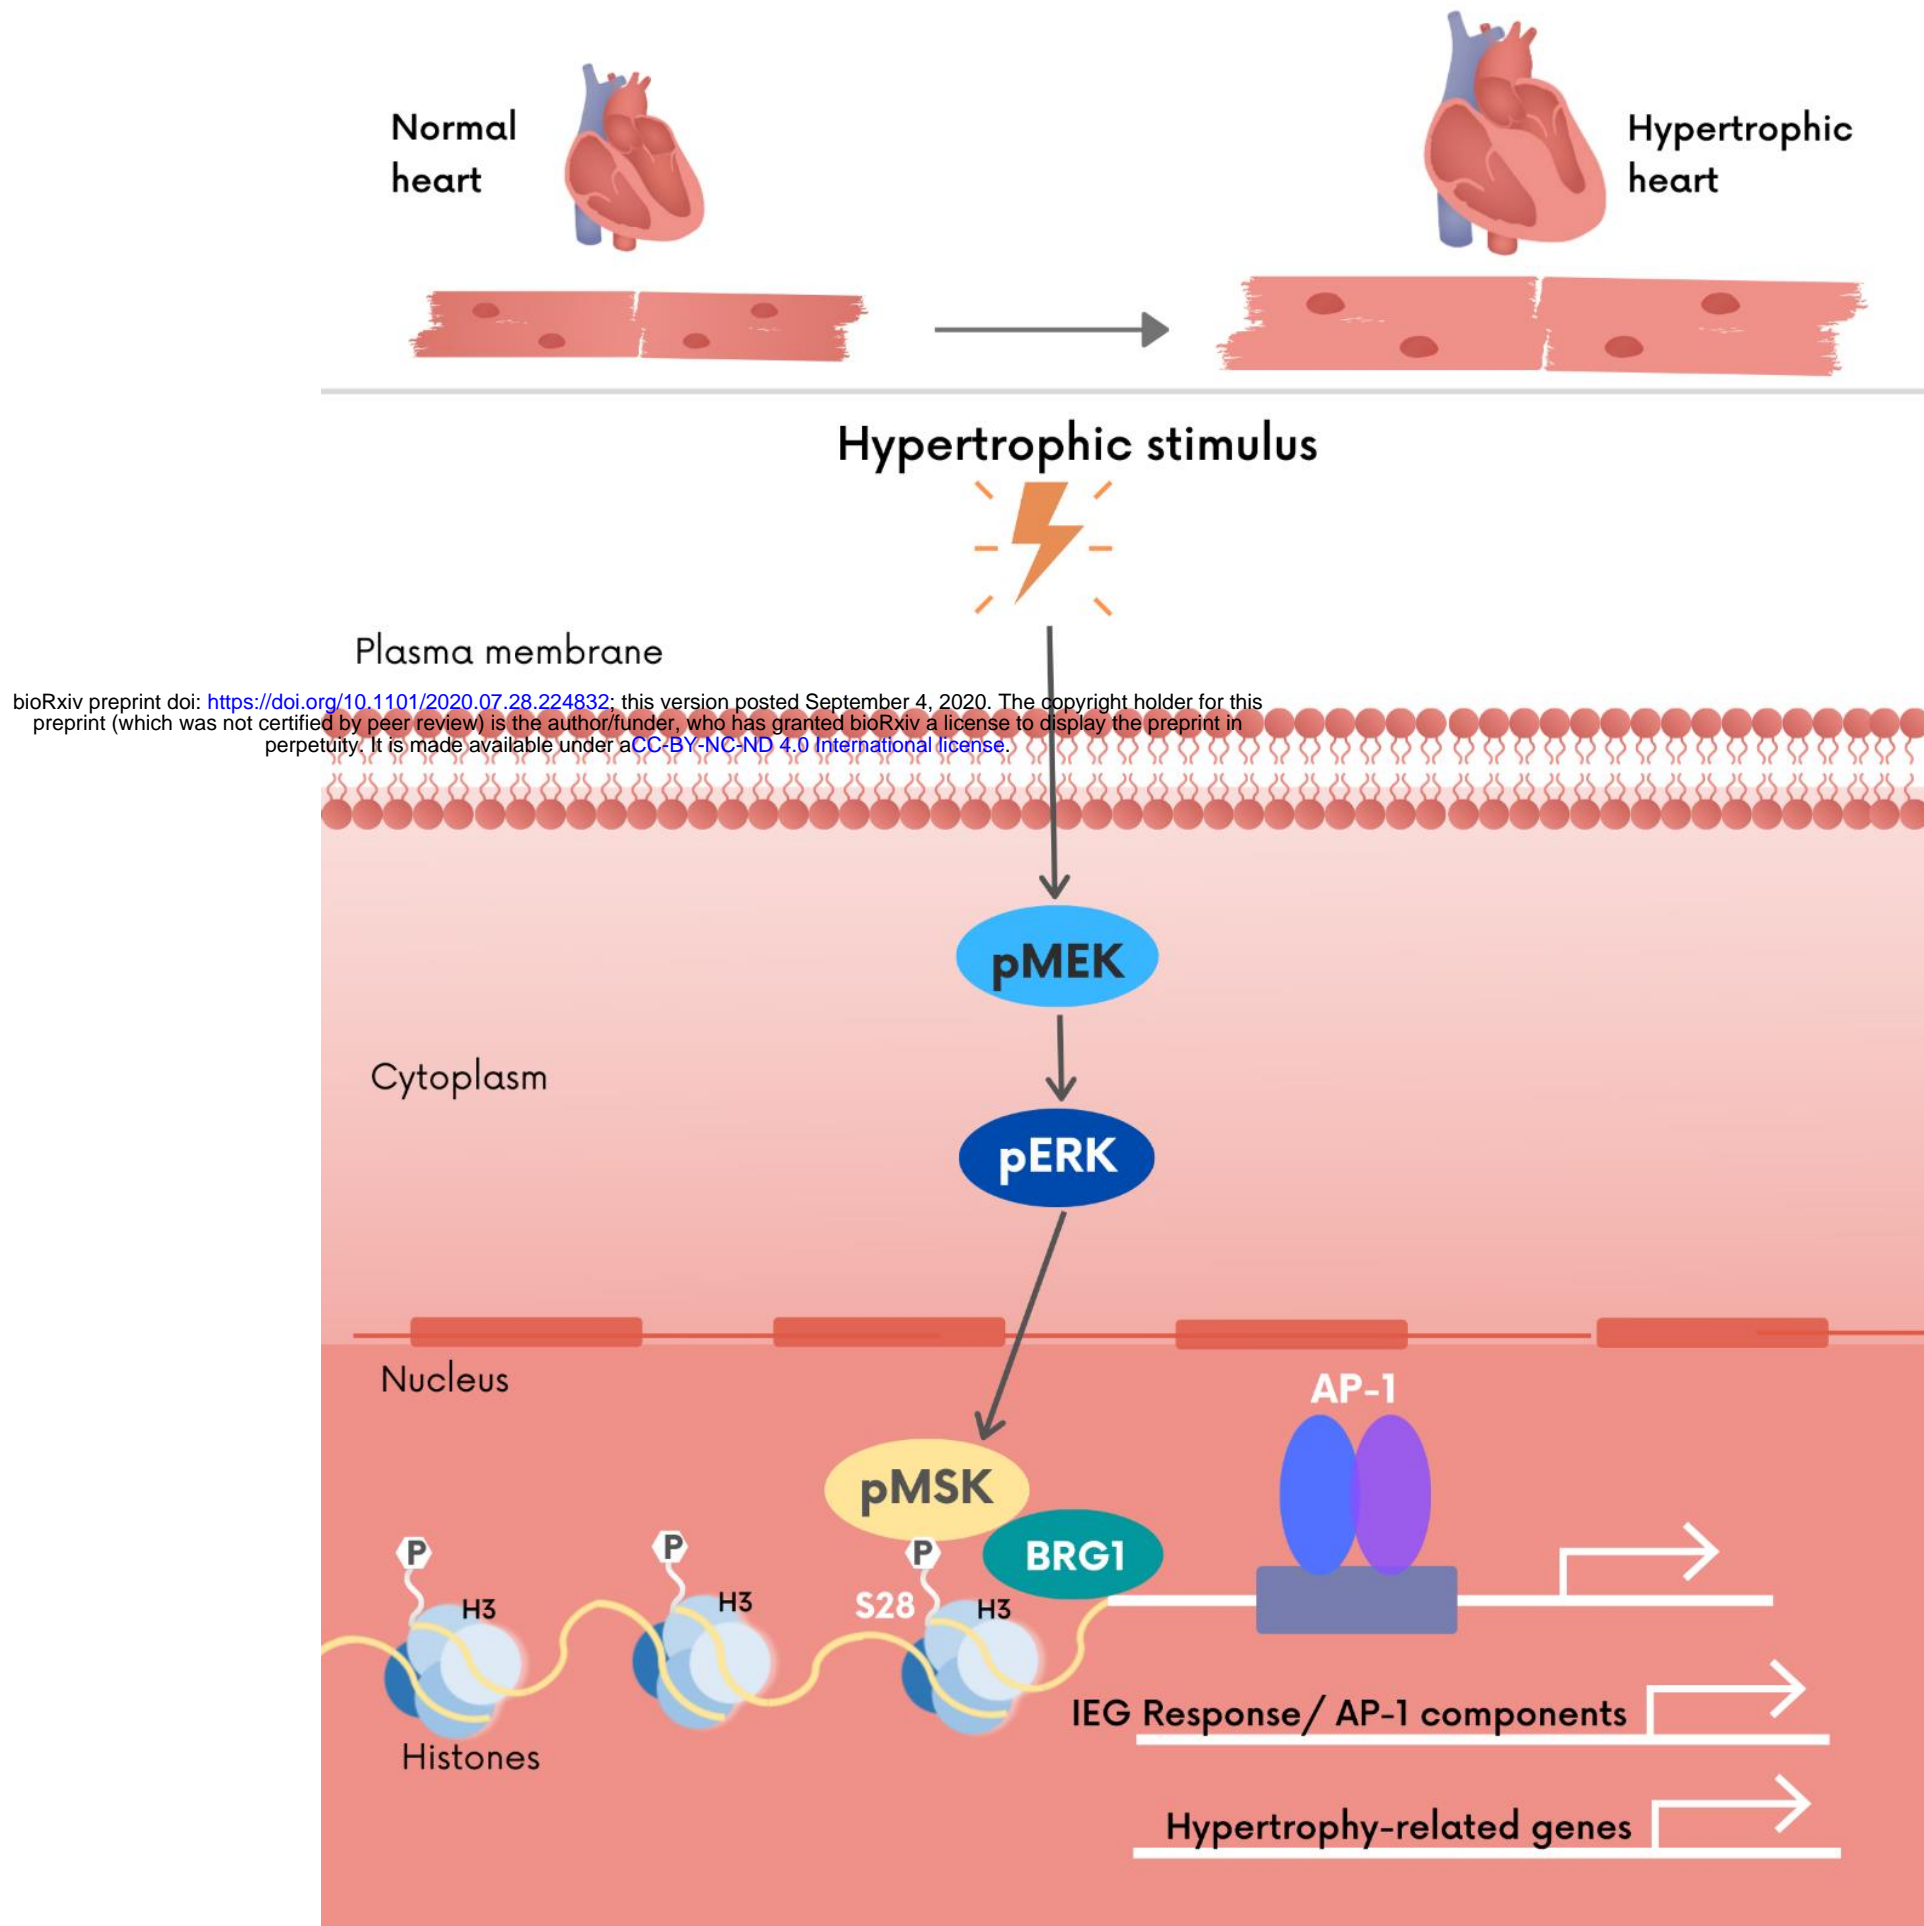 Normal
heart
Hypertrophic
heart
Hypertrophic stimulus
Plasma membrane
bioRxiv preprint doi: https://doi.org/10.1101/2020.07.28.224832; this version posted September 4, 2020. The copyright holder for this
preprint (which was not certified by peer review) is the author/funder, who has granted bioRxiv a license to display the preprint in
perpetuity. It is made available under aCC-BY-NC-ND 4.0 International license.
pMEK
Cytoplasm
pERK
Nucleus
AP-1
pMSK
P
P
P
BRG1
H3
H3
S28
H3
IEG Response/ AP-1 components
Histones
Hypertrophy-related genes